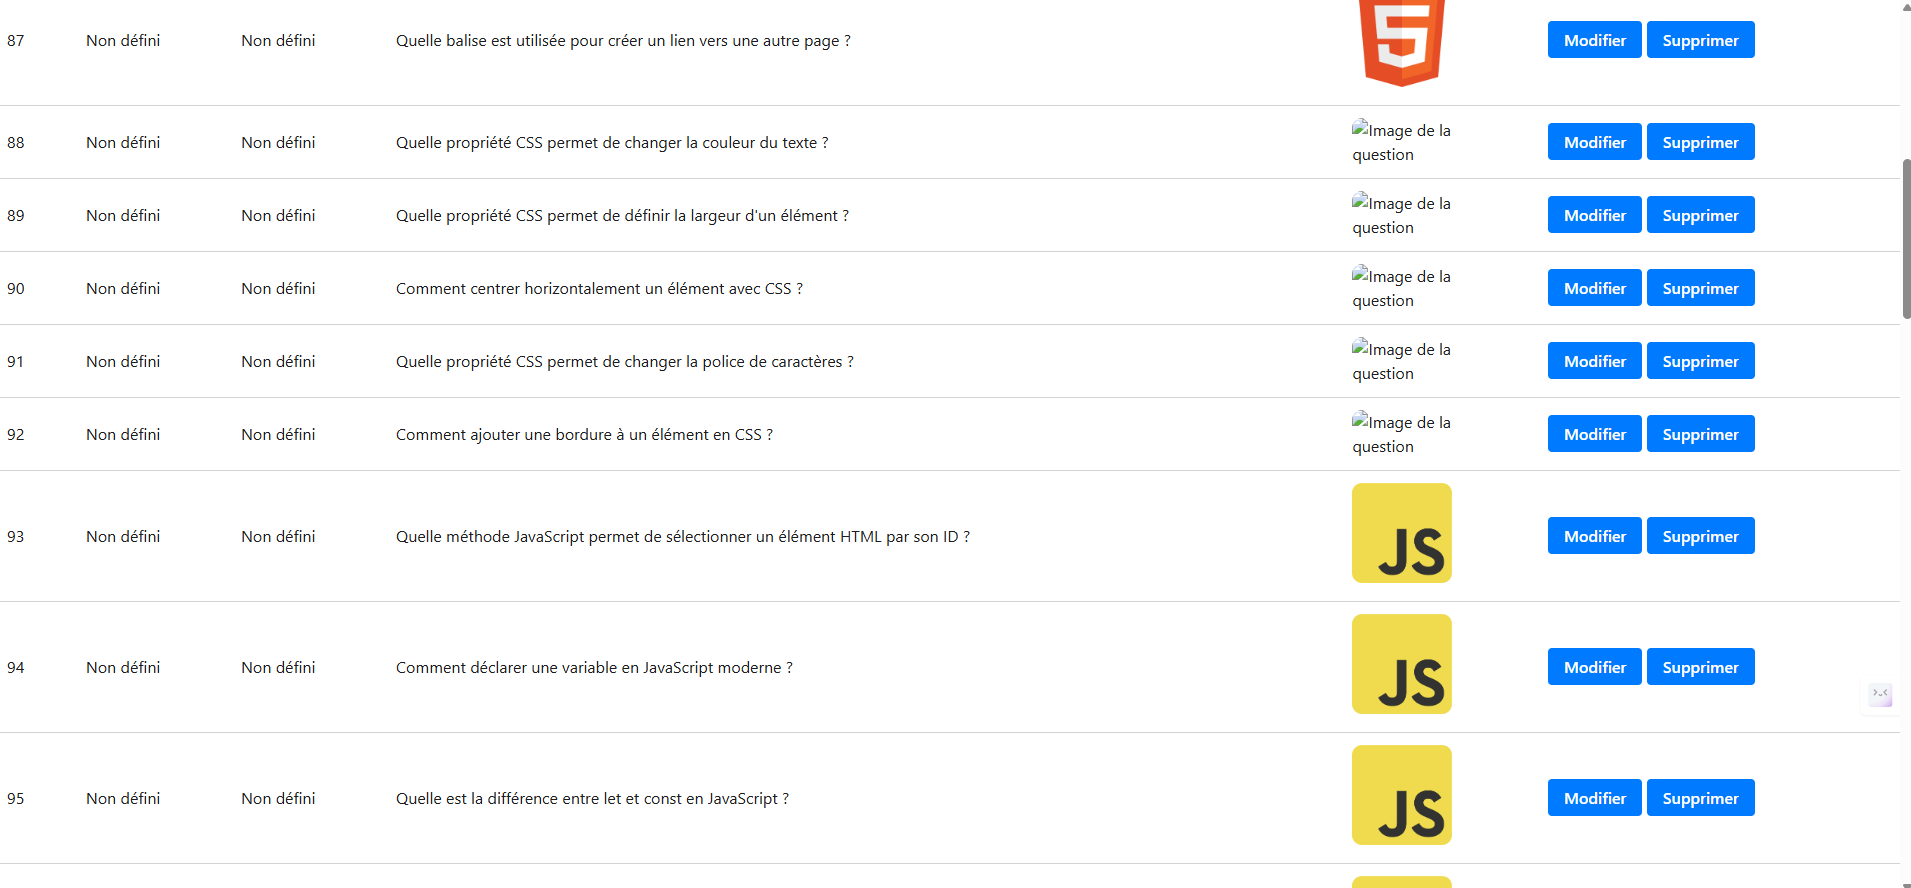 87 Non défini Non défini Quelle balise est utilisée pour créer un lien vers une autre page ? 5 Modifier Supprimer
88 Non défini Non défini Quelle propriété CSS permet de changer la couleur du texte ? Image de la question Modifier Supprimer
89 Non défini Non défini Quelle propriété CSS permet de définir la largeur d'un élément ? Image de la question Modifier Supprimer
90 Non défini Non défini Comment centrer horizontalement un élément avec CSS ? Image de la question Modifier Supprimer
91 Non défini Non défini Quelle propriété CSS permet de changer la police de caractères ? Image de la question Modifier Supprimer
92 Non défini Non défini Comment ajouter une bordure à un élément en CSS ? Image de la question Modifier Supprimer
93 Non défini Non défini Quelle méthode JavaScript permet de sélectionner un élément HTML par son ID ? JS Modifier Supprimer
94 Non défini Non défini Comment déclarer une variable en JavaScript moderne ? JS Modifier Supprimer
95 Non défini Non défini Quelle est la différence entre let et const en JavaScript ? JS Modifier Supprimer